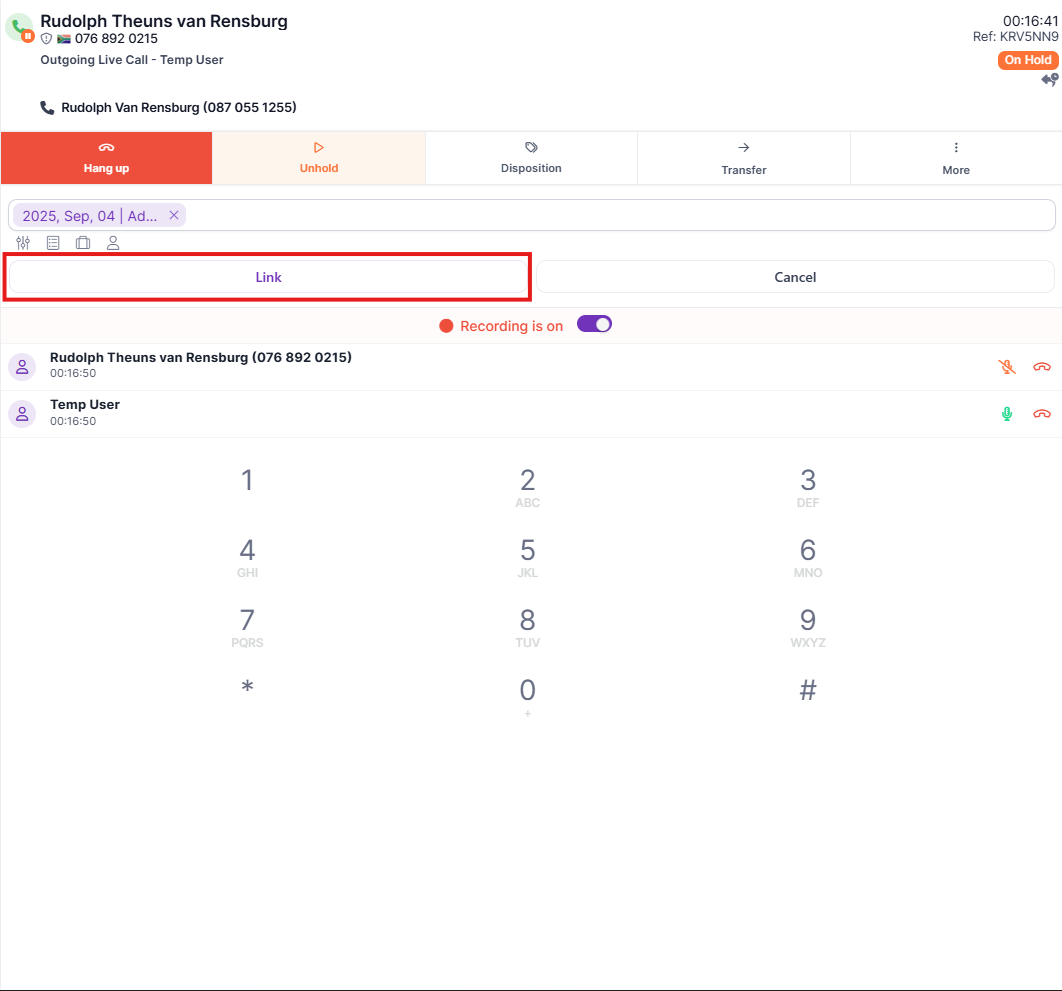 Rudolph Theuns van Rensburg
00:16:41
076 892 0215
Ref: KRV5NN9
Outgoing Live Call - Temp User
On Hold
Rudolph Van Rensburg (087 055 1255)
Hang up
Unhold
Disposition
Transfer
More
2025, Sep, 04 | Ad...
Link
Cancel
Recording is on
Rudolph Theuns van Rensburg (076 892 0215)
00:16:50
Temp User
00:16:50
1 2 3
ABC DEF
4 5 6
GHI JKL MNO
7 8 9
PQRS TUV WXYZ
* 0 #
+